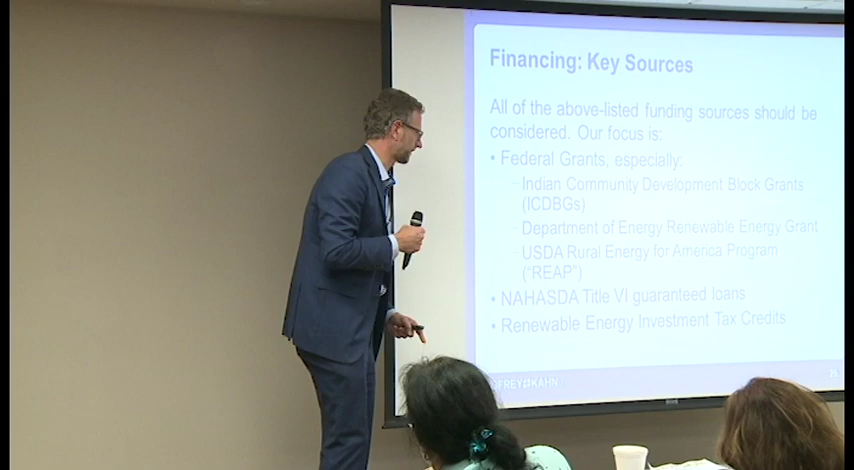 Financing: Key Sources
All of the above-listed funding sources should be
considered. Our focus is:
• Federal Grants, especially:
–Indian Community Development Block Grants
(ICDBGs)
–Department of Energy Renewable Energy Grant
–USDA Rural Energy for America Program
("REAP")
• NAHASDA Title VI guaranteed loans
• Renewable Energy Investment Tax Credits
FREY KAHN